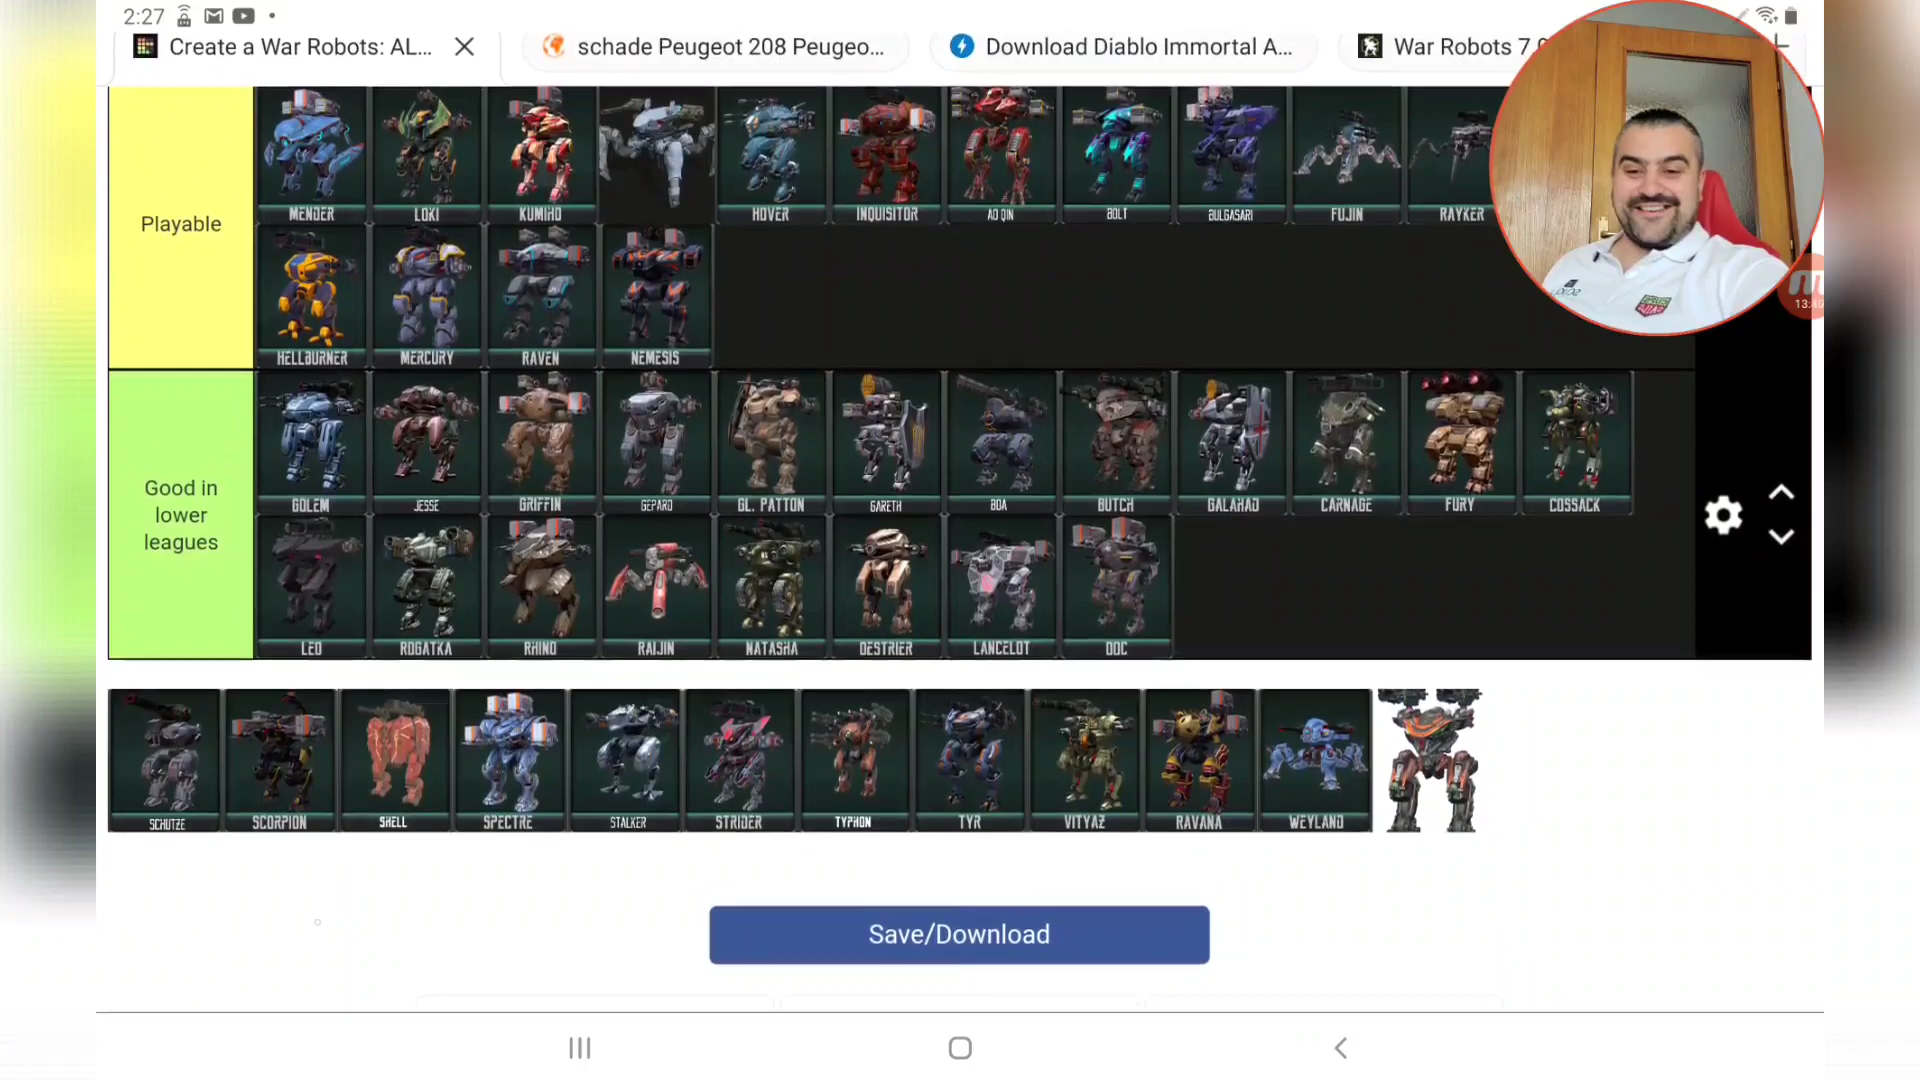 2:27
Create a War Robots: AL...
schade Peugeot 208 Peugeo...
Download Diablo Immortal A...
War Robots 7.
Playable
MENDER LOKI KUMIHO HOVER INQUISITOR AO QIN BOLT BULGASARI FUJIN RAYKER
HELLBURNER MERCURY RAVEN NEMESIS
Good in
lower
leagues
GOLEM JESSE GRIFFIN GEPARD GL. PATTON GARETH BOA BUTCH GALAHAD CARNAGE FURY COSSACK
LEO ROGATKA RHINO RAIJIN NATASHA DESTRIER LANCELOT DOC
SCHUTZE SCORPION SHELL SPECTRE STALKER STRIDER TYPHON TYR VITYAZ RAVANA WEYLAND
Save/Download